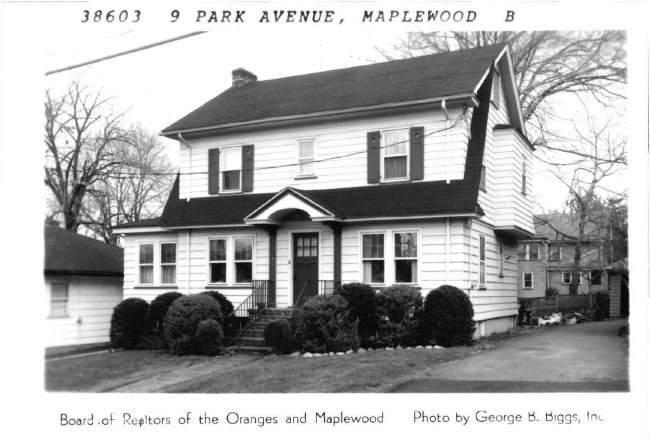 38603 9 PARK AVENUE, MAPLEWOOD B
Board of Realtors of the Oranges and Maplewood Photo by George B. Biggs, Inc